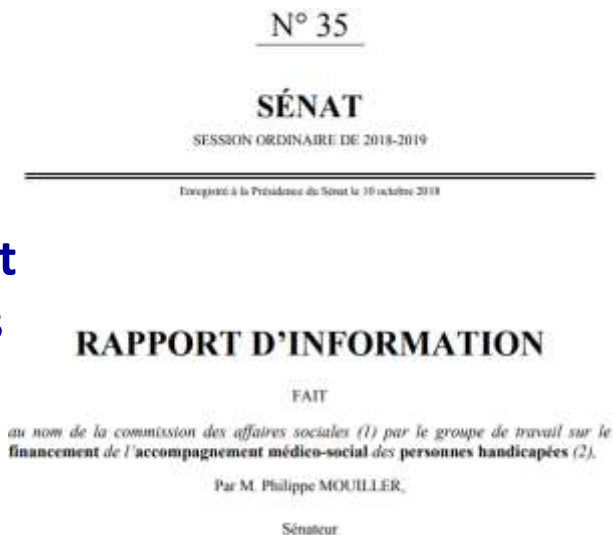 N° 35
SÉNAT
SESSION ORDINAIRE DE 2018-2019
Enregistré à la Présidence du Sénat le 10 octobre 2018
t
s
RAPPORT D'INFORMATION
FAIT
au nom de la commission des affaires sociales (1) par le groupe de travail sur le
financement de l'accompagnement médico-social des personnes handicapées (2),
Par M. Philippe MOUILLER,
Sénateur